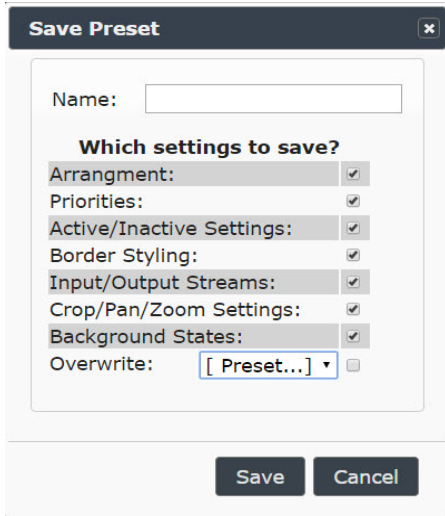 Save Preset
Name:
Which settings to save?
Arrangment:
Priorities:
Active/Inactive Settings:
Border Styling:
Input/Output Streams:
Crop/Pan/Zoom Settings:
Background States:
Overwrite: [ Preset...]
Save Cancel